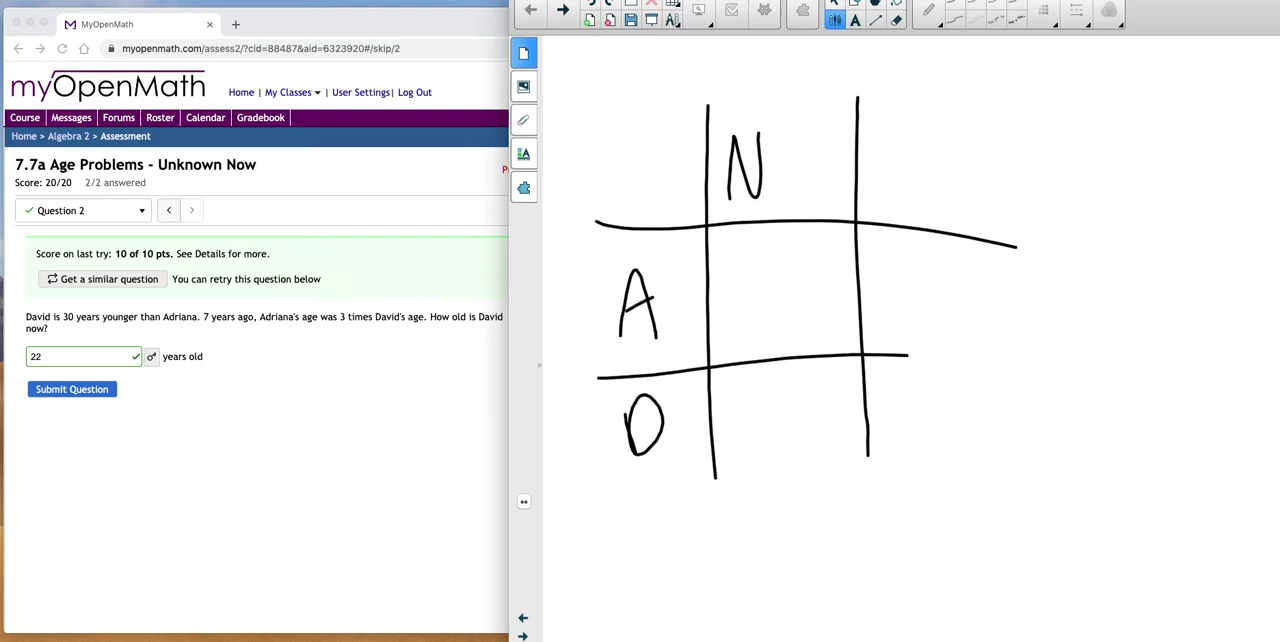 MyOpenMath
myopenmath.com/assess2/?cid=88487&aid=6323920#/skip/2
myOpenMath
Home | My Classes | User Settings | Log Out
Course Messages Forums Roster Calendar Gradebook
Home > Algebra 2 > Assessment
7.7a Age Problems - Unknown Now
Score: 20/20 2/2 answered
Question 2
Score on last try: 10 of 10 pts. See Details for more.
Get a similar question You can retry this question below
David is 30 years younger than Adriana. 7 years ago, Adriana's age was 3 times David's age. How old is David
now?
22 years old
Submit Question
N
A
D